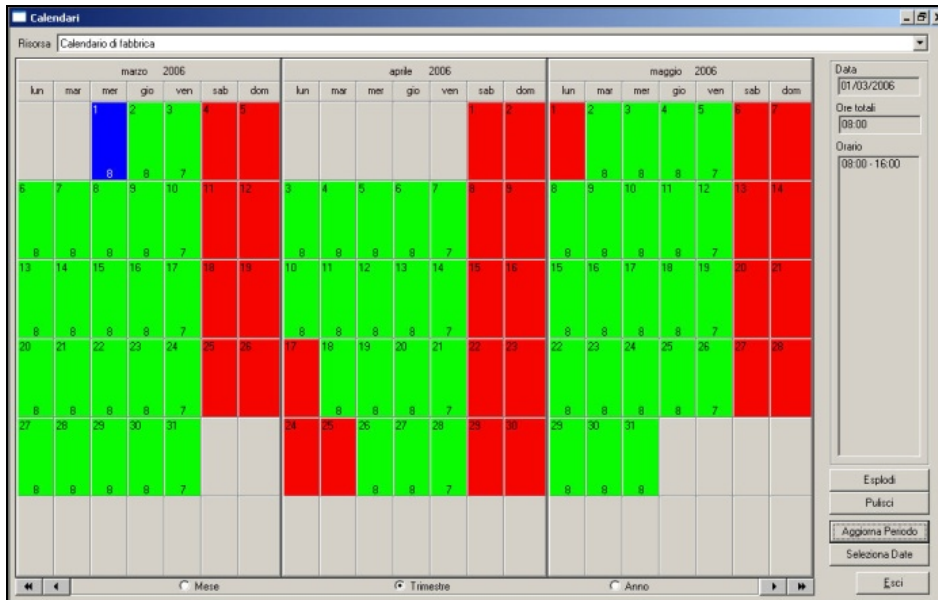 Calendari
Risorsa Calendario di fabbrica
marzo 2006 aprile 2006 maggio 2006
lun mar mer gio ven sab dom lun mar mer gio ven sab dom lun mar mer gio ven sab dom
1 2 3 4 5 1 2 1 2 3 4 5 6 7
8 8 7 8 8 8 7
6 7 8 9 10 11 12 3 4 5 6 7 8 9 8 9 10 11 12 13 14
8 8 8 8 7 8 8 8 8 7 8 8 8 8 7
13 14 15 16 17 18 19 10 11 12 13 14 15 16 15 16 17 18 19 20 21
8 8 8 8 7 8 8 8 8 7 8 8 8 8 7
20 21 22 23 24 25 26 17 18 19 20 21 22 23 22 23 24 25 26 27 28
8 8 8 8 7 8 8 8 7 8 8 8 8 7
27 28 29 30 31 24 25 26 27 28 29 30 29 30 31
8 8 8 8 7 8 8 7 8 8 8
Mese Trimestre Anno
Data
01/03/2006
Ore totali
08:00
Orario
08:00 - 16:00
Esplodi
Pulisci
Aggiorna Periodo
Seleziona Date
Esci